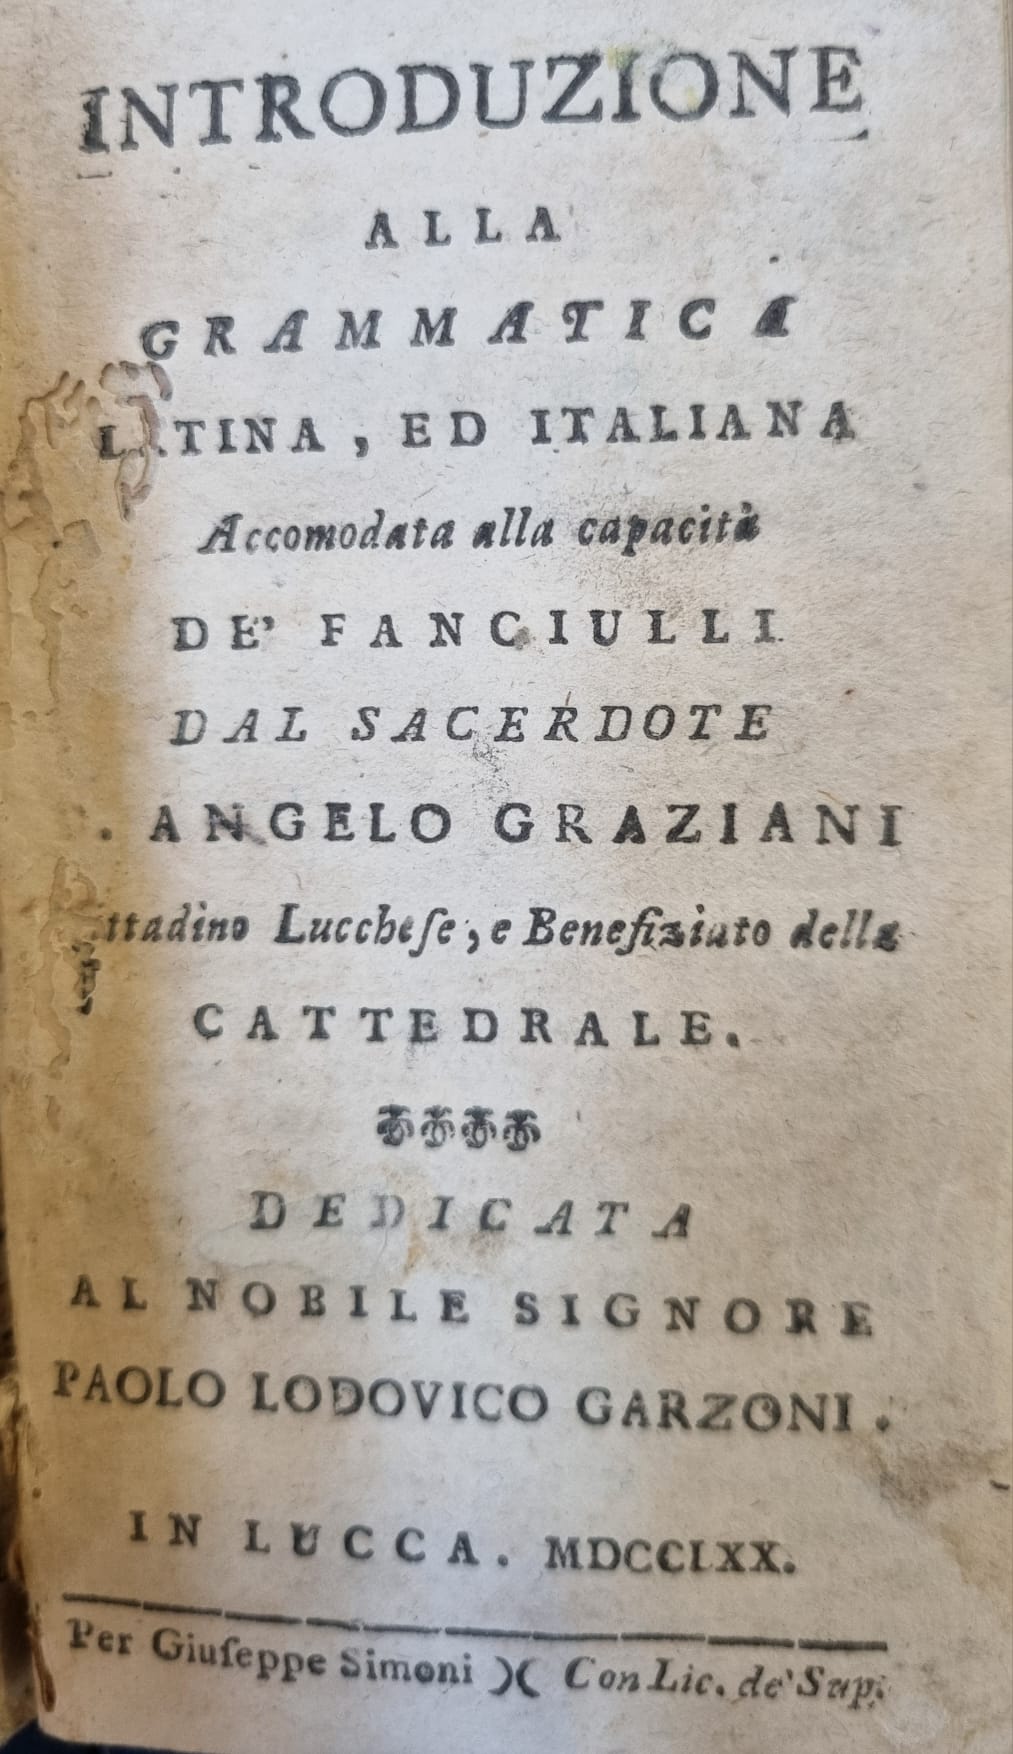 INTRODUZIONE
ALLA
GRAMMATICA
LATINA, ED ITALIANA
Accomodata alla capacità
DE' FANCIULLI
DAL SACERDOTE
. ANGELO GRAZIANI
ttadino Luccheſe, e Benefiziato della
CATTEDRALE.
DEDICATA
AL NOBILE SIGNORE
PAOLO LODOVICO GARZONI.
IN LUCCA. MDCCLXX.
Per Giuſeppe Simoni )( Con Lic. de' Sup.